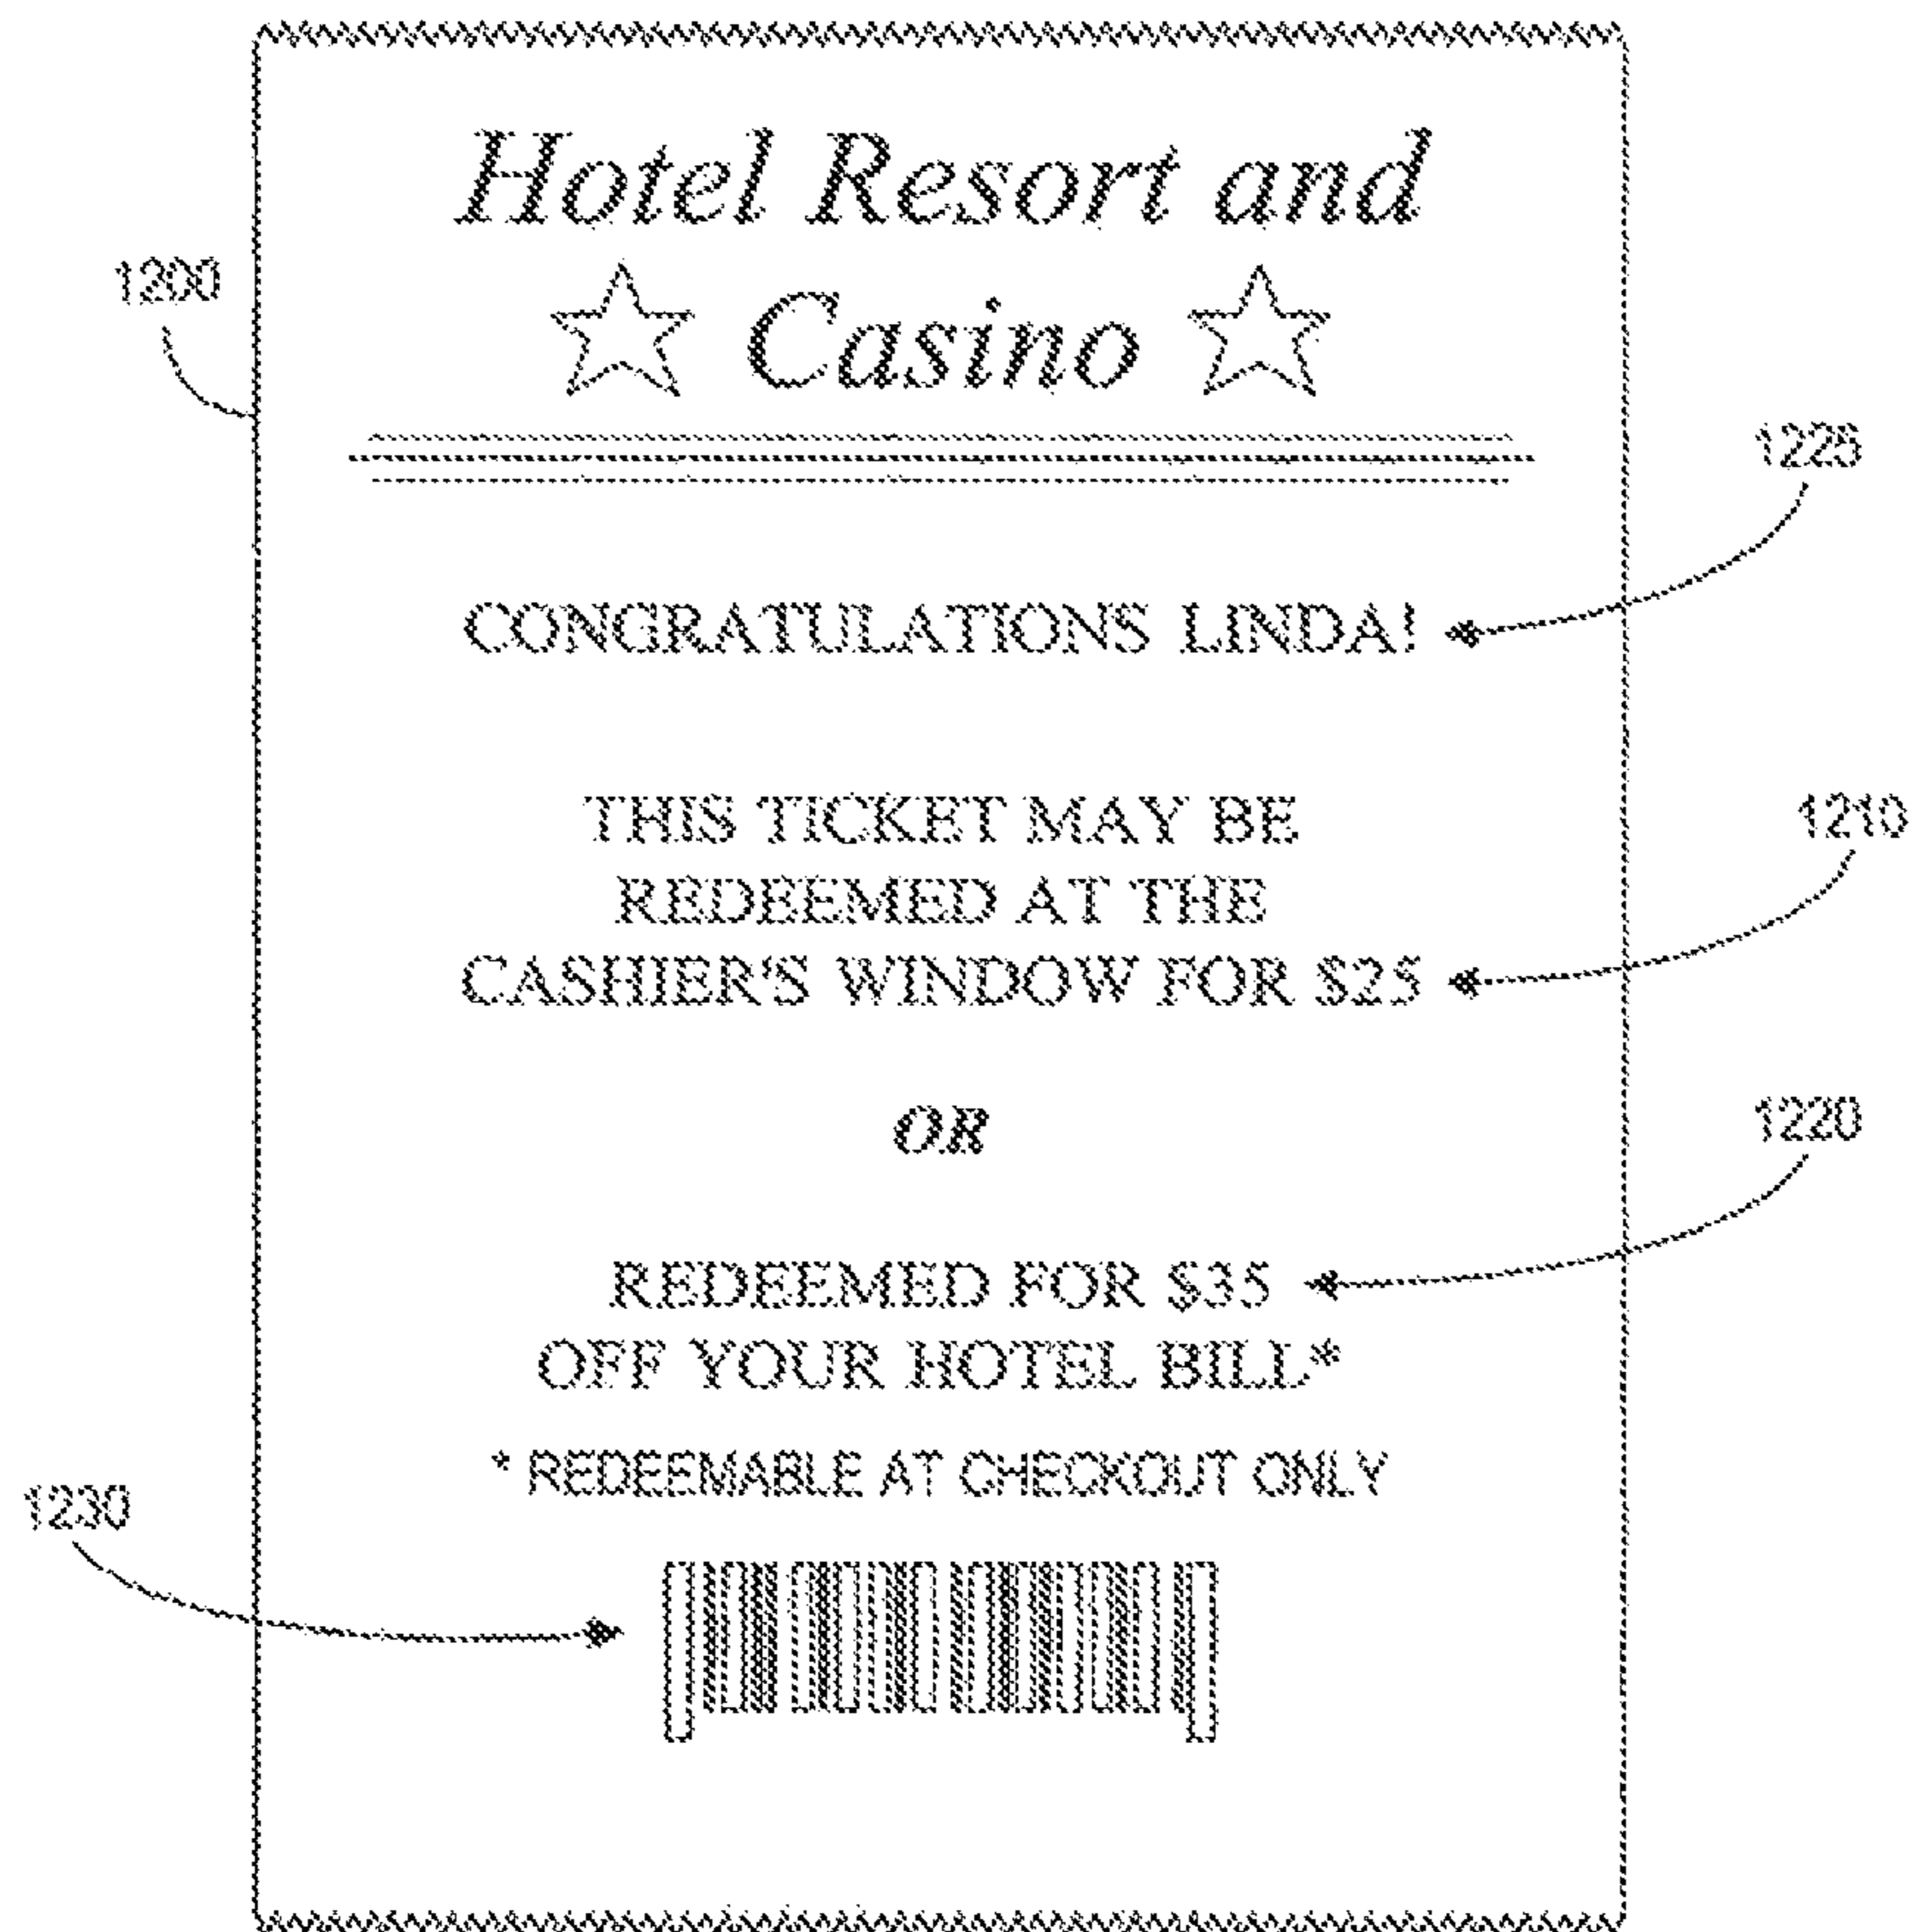 Hotel Resort and
1200
☆ Casino ☆
1225
CONGRATULATIONS LINDA!
THIS TICKET MAY BE
1210
REDEEMED AT THE
CASHIER'S WINDOW FOR $25
OR
1220
REDEEMED FOR $35
OFF YOUR HOTEL BILL*
* REDEEMABLE AT CHECKOUT ONLY
1230